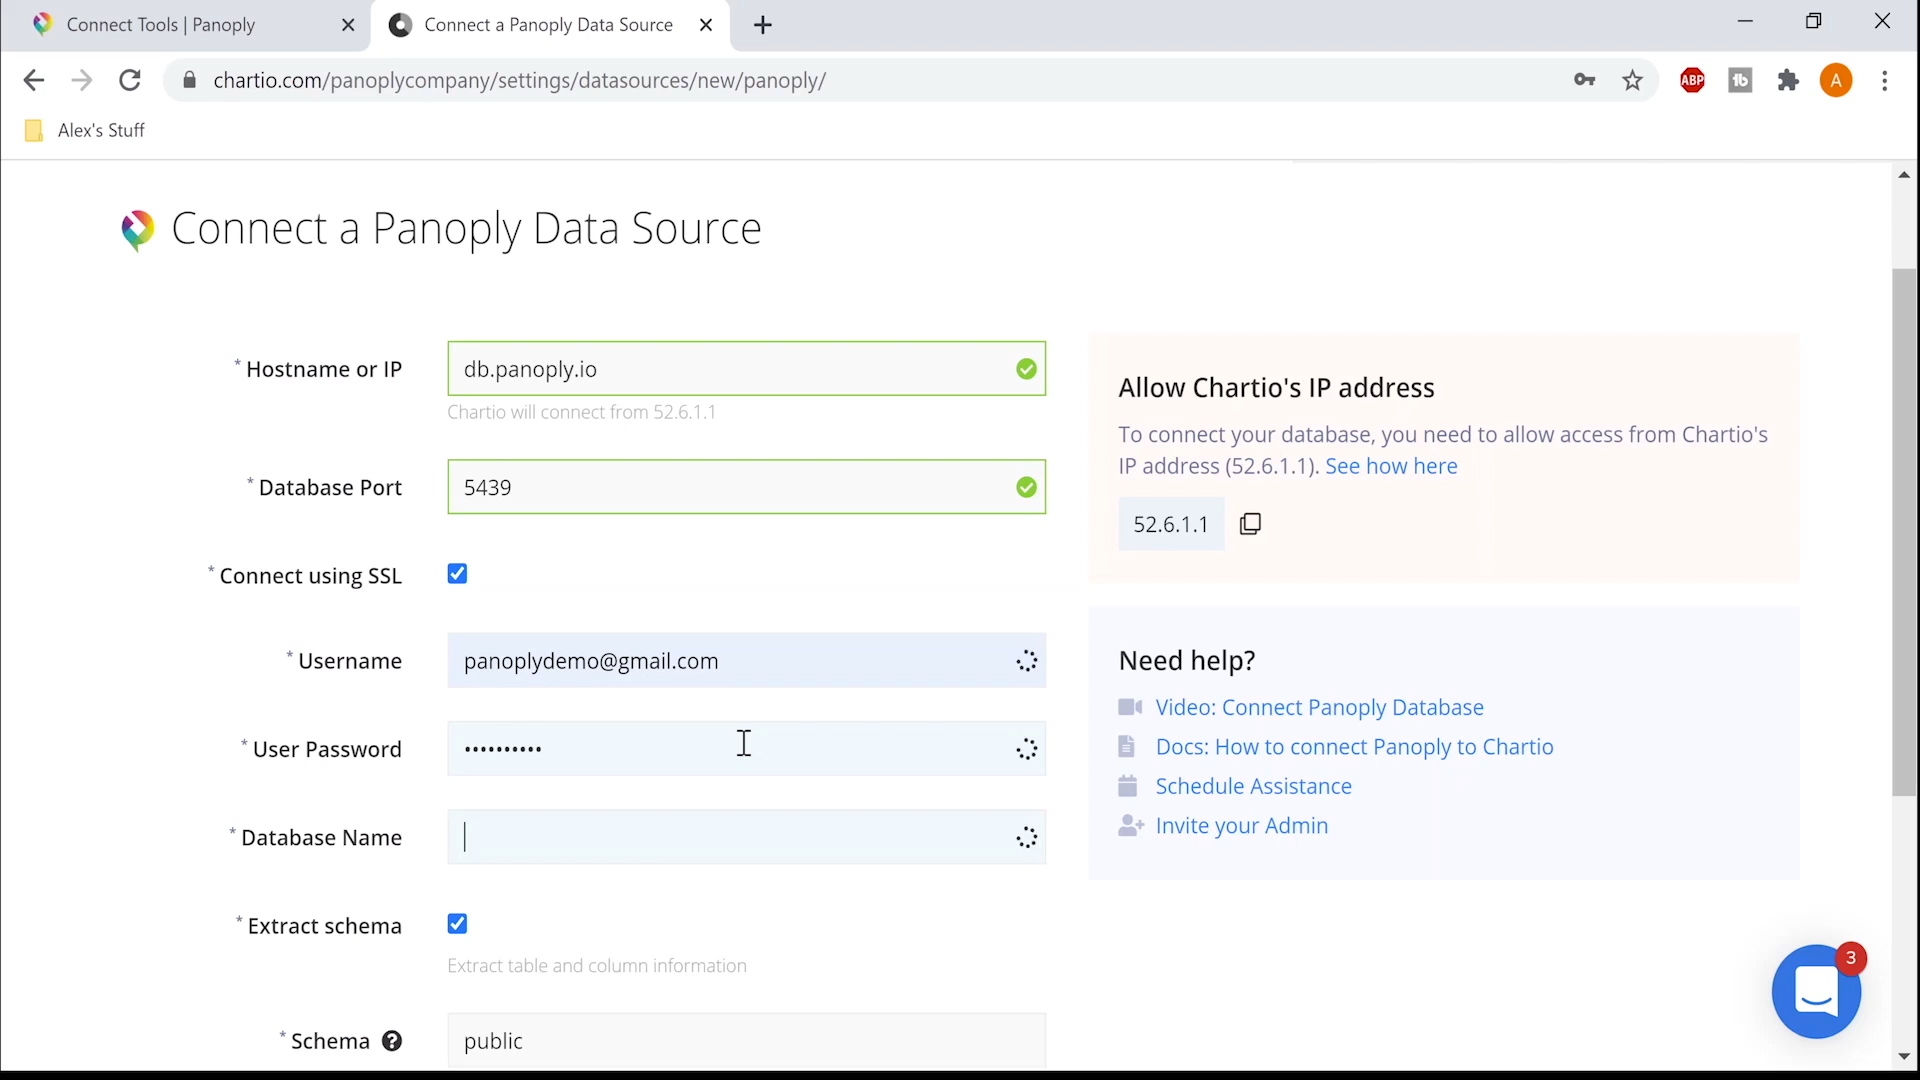 Connect Tools | Panoply
Connect a Panoply Data Source
chartio.com/panoplycompany/settings/datasources/new/panoply/
ABP
A
Alex's Stuff
Connect a Panoply Data Source
* Hostname or IP
db.panoply.io
Chartio will connect from 52.6.1.1
* Database Port
5439
* Connect using SSL
* Username
panoplydemo@gmail.com
* User Password
••••••••••
* Database Name
* Extract schema
Extract table and column information
* Schema ?
public
Allow Chartio's IP address
To connect your database, you need to allow access from Chartio's
IP address (52.6.1.1). See how here
52.6.1.1
Need help?
Video: Connect Panoply Database
Docs: How to connect Panoply to Chartio
Schedule Assistance
Invite your Admin
3